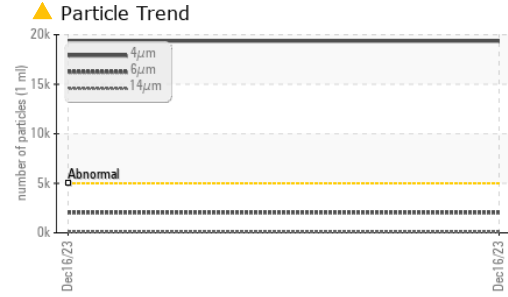 Particle Trend
number of particles (1 ml)
20k
15k
10k
5k
0k
4µm
6µm
14µm
Abnormal
Dec16/23
Dec16/23